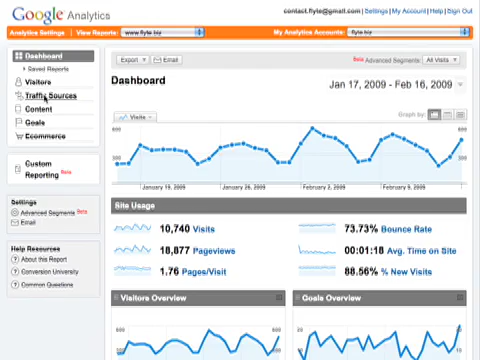 Google Analytics
contact.flyte@gmail.com | Settings | My Account | Help | Sign Out
Analytics Settings | View Reports: www.flyte.biz
My Analytics Accounts: flyte.biz
Dashboard
Saved Reports
Visitors
Traffic Sources
Content
Goals
Ecommerce
Custom Reporting Beta
Settings
Advanced Segments Beta
Email
Help Resources
About this Report
Conversion University
Common Questions
Export
Email
Beta Advanced Segments: All Visits
Dashboard
Jan 17, 2009 - Feb 16, 2009
Visits
Graph by:
600
600
300
300
January 19, 2009
January 26, 2009
February 2, 2009
February 9, 2009
Site Usage
10,740 Visits
73.73% Bounce Rate
18,877 Pageviews
00:01:18 Avg. Time on Site
1.76 Pages/Visit
88.56% % New Visits
Visitors Overview
Goals Overview
600
600
20
20